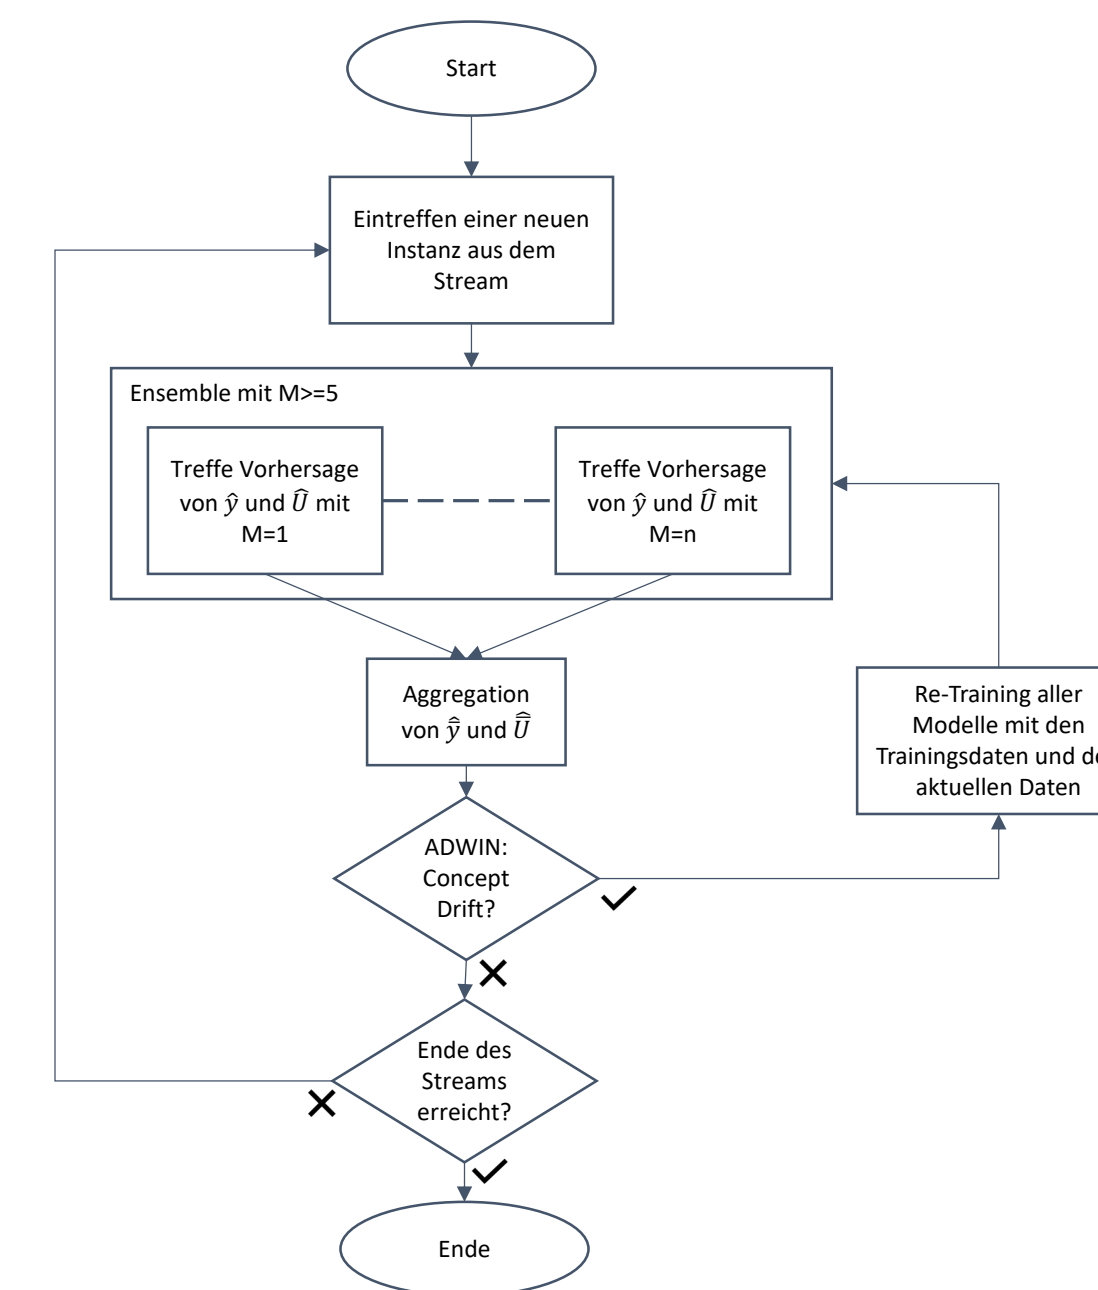 Start
Eintreffen einer neuen
Instanz aus dem
Stream
Ensemble mit M>=5
Treffe Vorhersage
von ŷ und Û mit
M=1
Treffe Vorhersage
von ŷ und Û mit
M=n
Aggregation
von ŷ̿ und Û̿
Re-Training aller
Modelle mit den
Trainingsdaten und
aktuellen Daten
ADWIN:
Concept
Drift?
Ende des
Streams
erreicht?
Ende